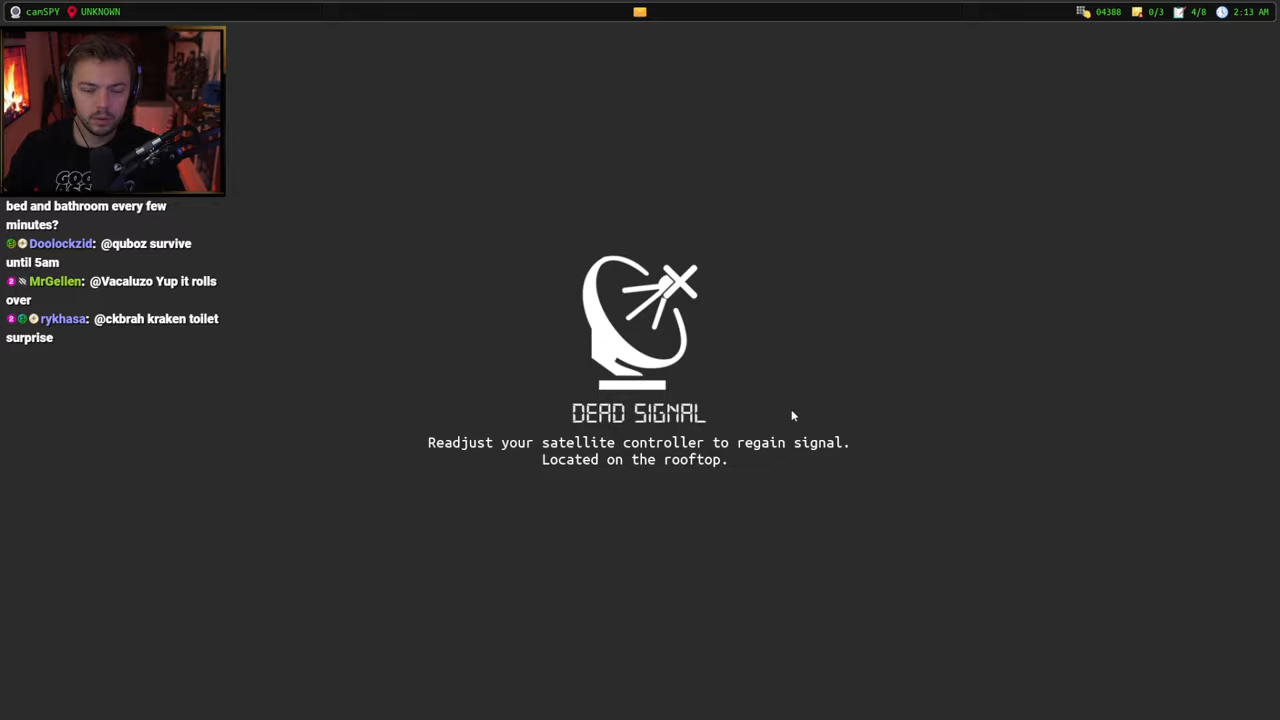 camSPY UNKNOWN 04388 0/3 4/8 2:13 AM
bed and bathroom every few
minutes?
Doolockzid: @quboz survive
until 5am
MrGellen: @Vacaluzo Yup it rolls
over
rykhasa: @ckbrah kraken toilet
surprise
DEAD SIGNAL
Readjust your satellite controller to regain signal.
Located on the rooftop.